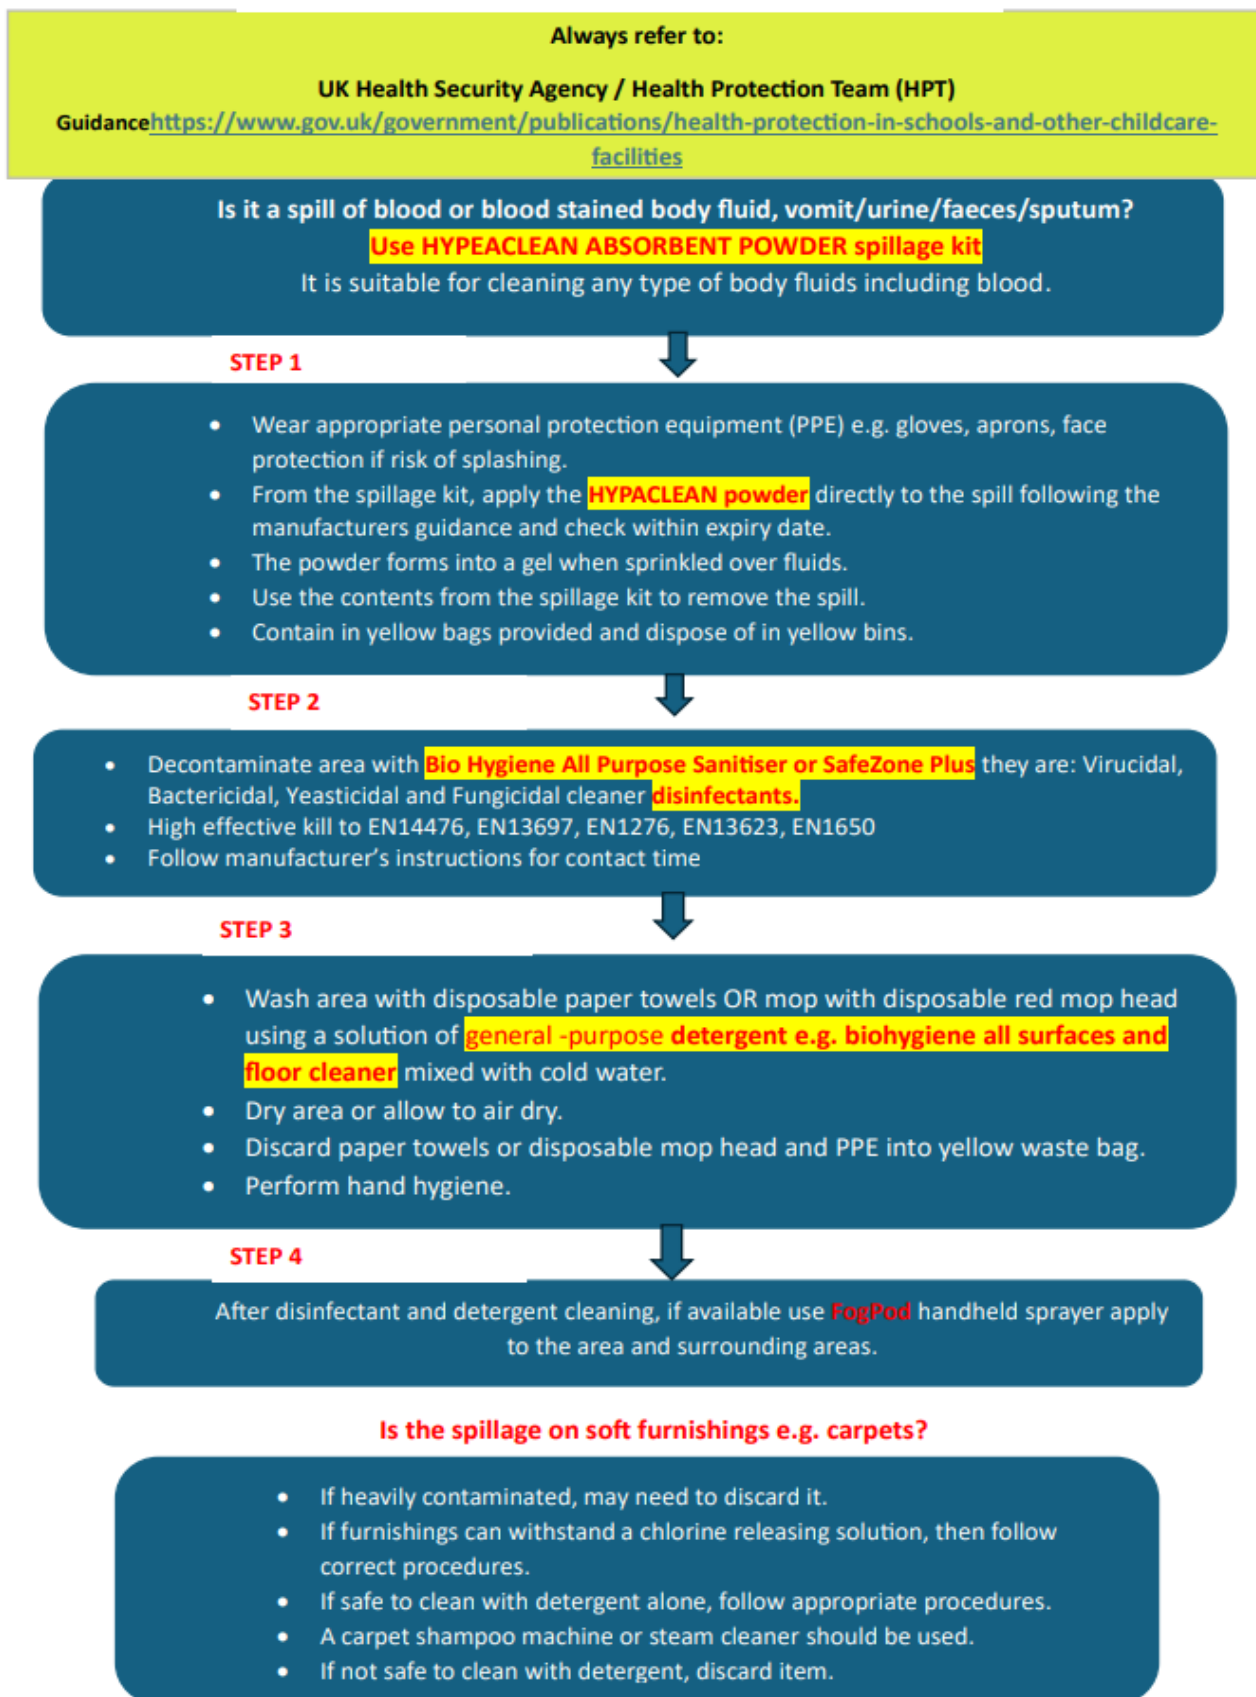 Always refer to:
UK Health Security Agency / Health Protection Team (HPT)
Guidancehttps://www.gov.uk/government/publications/health-protection-in-schools-and-other-childcare-
facilities
Is it a spill of blood or blood stained body fluid, vomit/urine/faeces/sputum?
Use HYPEACLEAN ABSORBENT POWDER spillage kit
It is suitable for cleaning any type of body fluids including blood.
STEP 1
• Wear appropriate personal protection equipment (PPE) e.g. gloves, aprons, face
protection if risk of splashing.
• From the spillage kit, apply the HYPACLEAN powder directly to the spill following the
manufacturers guidance and check within expiry date.
• The powder forms into a gel when sprinkled over fluids.
• Use the contents from the spillage kit to remove the spill.
• Contain in yellow bags provided and dispose of in yellow bins.
STEP 2
• Decontaminate area with Bio Hygiene All Purpose Sanitiser or SafeZone Plus they are: Virucidal,
Bactericidal, Yeasticidal and Fungicidal cleaner disinfectants.
• High effective kill to EN14476, EN13697, EN1276, EN13623, EN1650
• Follow manufacturer's instructions for contact time
STEP 3
• Wash area with disposable paper towels OR mop with disposable red mop head
using a solution of general -purpose detergent e.g. biohygiene all surfaces and
floor cleaner mixed with cold water.
• Dry area or allow to air dry.
• Discard paper towels or disposable mop head and PPE into yellow waste bag.
• Perform hand hygiene.
STEP 4
After disinfectant and detergent cleaning, if available use FogPod handheld sprayer apply
to the area and surrounding areas.
Is the spillage on soft furnishings e.g. carpets?
• If heavily contaminated, may need to discard it.
• If furnishings can withstand a chlorine releasing solution, then follow
correct procedures.
• If safe to clean with detergent alone, follow appropriate procedures.
• A carpet shampoo machine or steam cleaner should be used.
• If not safe to clean with detergent, discard item.